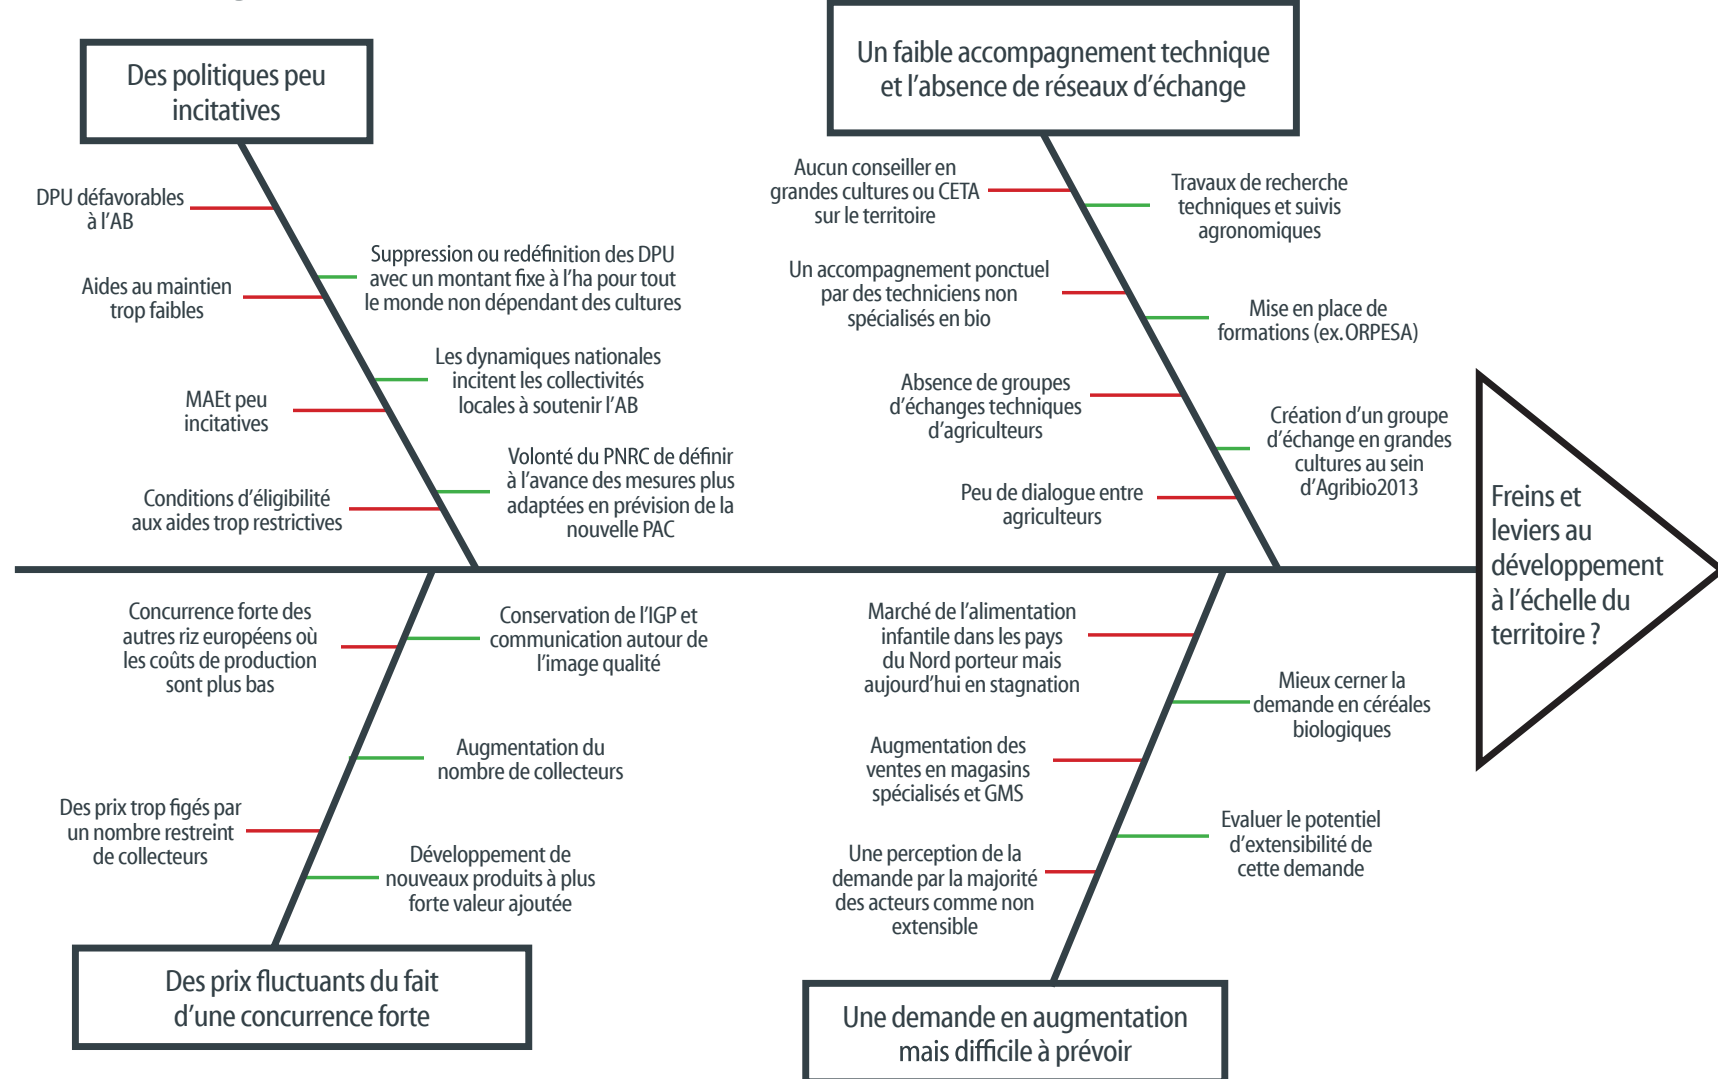 Des politiques peu
incitatives
DPU défavorables
à l'AB
Aides au maintien
trop faibles
MAEt peu
incitatives
Conditions d'éligibilité
aux aides trop restrictives
Suppression ou redéfinition des DPU
avec un montant fixe à l'ha pour tout
le monde non dépendant des cultures
Les dynamiques nationales
incitent les collectivités
locales à soutenir l'AB
Volonté du PNRC de définir
à l'avance des mesures plus
adaptées en prévision de la
nouvelle PAC
Un faible accompagnement technique
et l'absence de réseaux d'échange
Aucun conseiller en
grandes cultures ou CETA
sur le territoire
Un accompagnement ponctuel
par des techniciens non
spécialisés en bio
Absence de groupes
d'échanges techniques
d'agriculteurs
Peu de dialogue entre
agriculteurs
Travaux de recherche
techniques et suivis
agronomiques
Mise en place de
formations (ex. ORPESA)
Création d'un groupe
d'échange en grandes
cultures au sein
d'Agribio2013
Freins et
leviers au
développement
à l'échelle du
territoire ?
Concurrence forte des
autres riz européens où
les coûts de production
sont plus bas
Des prix trop figés par
un nombre restreint
de collecteurs
Conservation de l'IGP et
communication autour de
l'image qualité
Augmentation du
nombre de collecteurs
Développement de
nouveaux produits à plus
forte valeur ajoutée
Des prix fluctuants du fait
d'une concurrence forte
Marché de l'alimentation
infantile dans les pays
du Nord porteur mais
aujourd'hui en stagnation
Augmentation des
ventes en magasins
spécialisés et GMS
Une perception de la
demande par la majorité
des acteurs comme non
extensible
Mieux cerner la
demande en céréales
biologiques
Evaluer le potentiel
d'extensibilité de
cette demande
Une demande en augmentation
mais difficile à prévoir